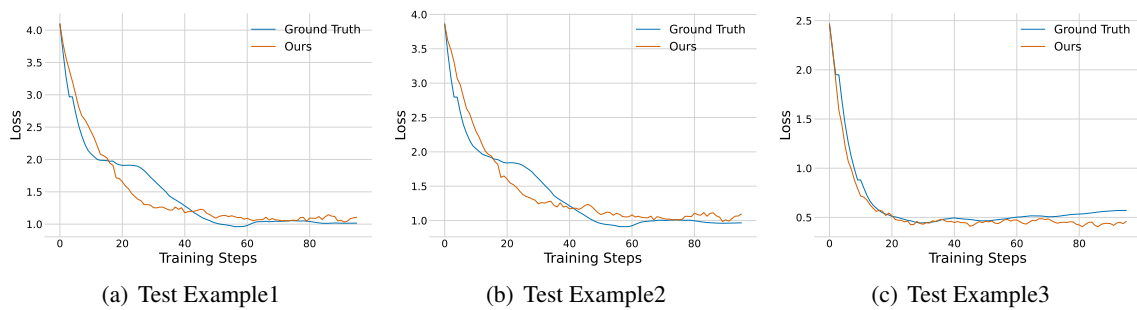 4.0
3.5
3.0
2.5
2.0
1.5
1.0
Loss
0 20 40 60 80
Training Steps
Ground Truth
Ours
(a) Test Example1
4.0
3.5
3.0
2.5
2.0
1.5
1.0
Loss
0 20 40 60 80
Training Steps
Ground Truth
Ours
(b) Test Example2
2.5
2.0
1.5
1.0
0.5
Loss
0 20 40 60 80
Training Steps
Ground Truth
Ours
(c) Test Example3